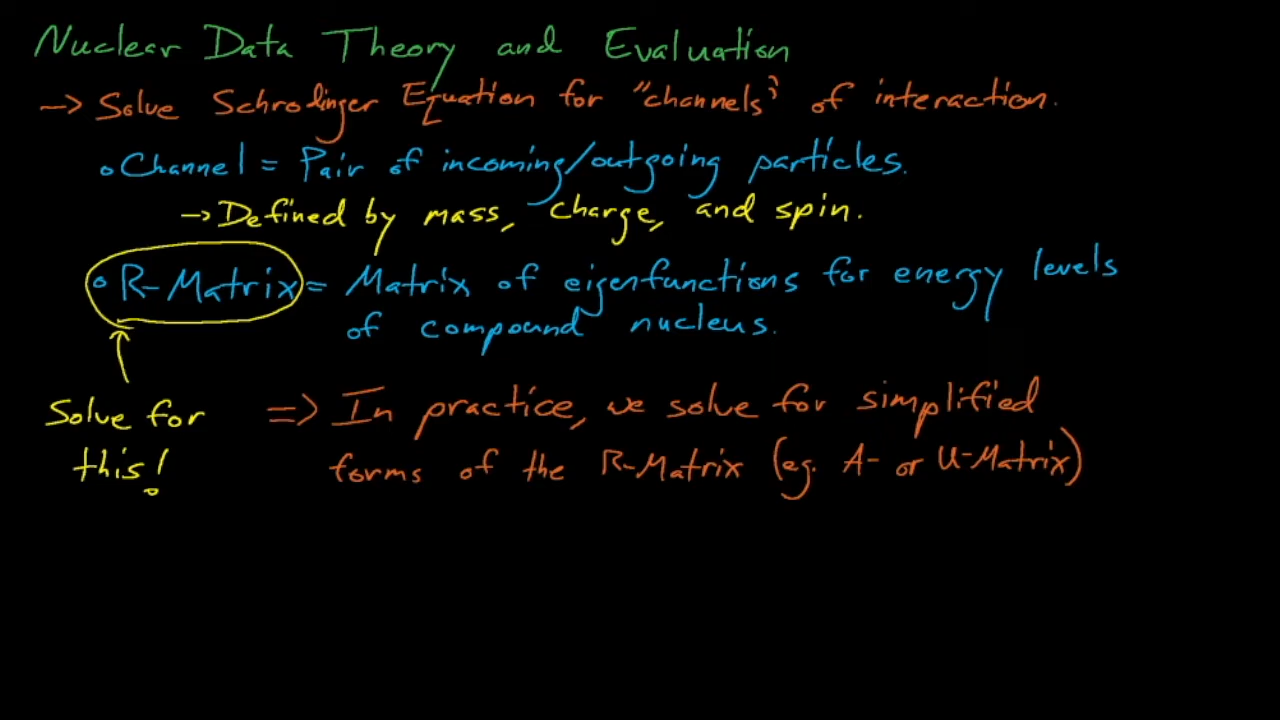 Nuclear Data Theory and Evaluation
-> Solve Schrodinger Equation for "channels" of interaction.
o Channel = Pair of incoming/outgoing particles.
-> Defined by mass, charge, and spin.
o R-Matrix = Matrix of eigenfunctions for energy levels
of compound nucleus.
Solve for
this!
=> In practice, we solve for simplified
forms of the R-Matrix (eg. A- or U-Matrix)